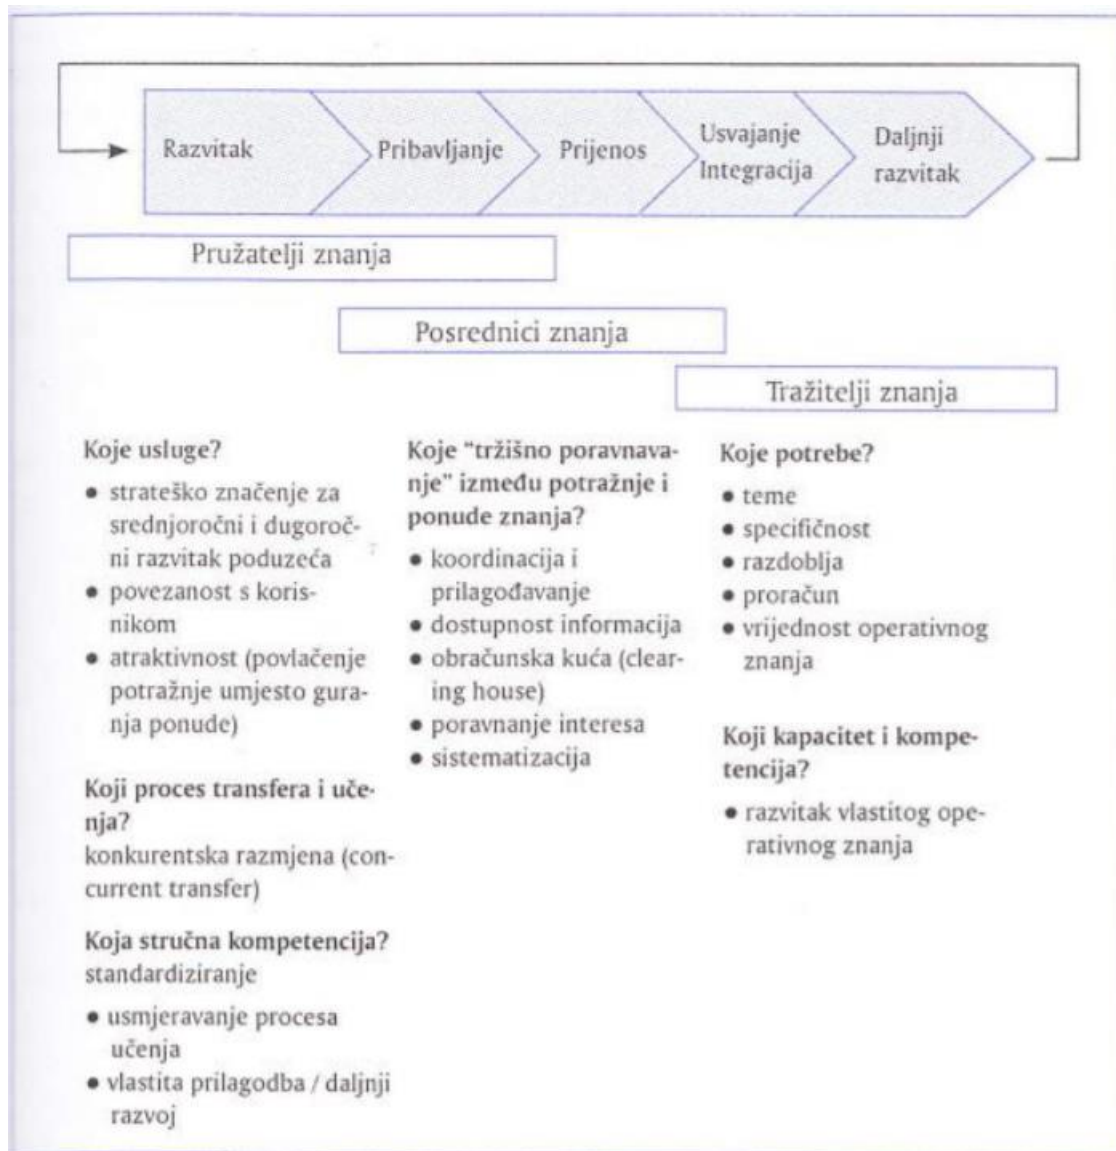 Razvitak
Pribavljanje
Prijenos
Usvajanje
Integracija
Daljnji
razvitak
Pružatelji znanja
Posrednici znanja
Tražitelji znanja
Koje usluge?
● strateško značenje za
srednjoročni i dugoroč-
ni razvitak poduzeća
● povezanost s koris-
nikom
● atraktivnost (povlačenje
potražnje umjesto gura-
nja ponude)
Koji proces transfera i uče-
nja?
konkurentska razmjena (con-
current transfer)
Koja stručna kompetencija?
standardiziranje
● usmjeravanje procesa
učenja
● vlastita prilagodba / daljnji
razvoj
Koje “tržišno poravnava-
nje” između potražnje i
ponude znanja?
● koordinacija i
prilagođavanje
● dostupnost informacija
● obračunska kuća (clear-
ing house)
● poravnanje interesa
● sistematizacija
Koje potrebe?
● teme
● specifičnost
● razdoblja
● proračun
● vrijednost operativnog
znanja
Koji kapacitet i kompe-
tencija?
● razvitak vlastitog ope-
rativnog znanja